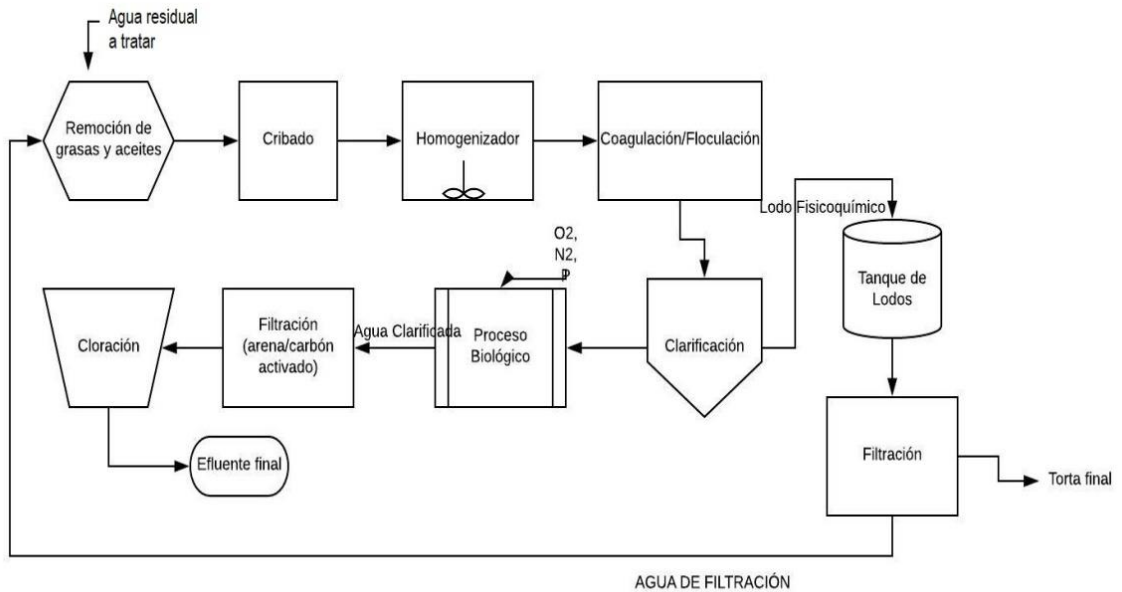 Agua residual
a tratar
Remoción de
grasas y aceites
Cribado
Homogenizador
Coagulación/Floculación
Lodo Fisicoquímico
Tanque de
Lodos
O2,
N2,
P
Clarificación
Proceso
Biológico
Agua Clarificada
Filtración
(arena/carbón
activado)
Cloración
Efluente final
Filtración
Torta final
AGUA DE FILTRACIÓN